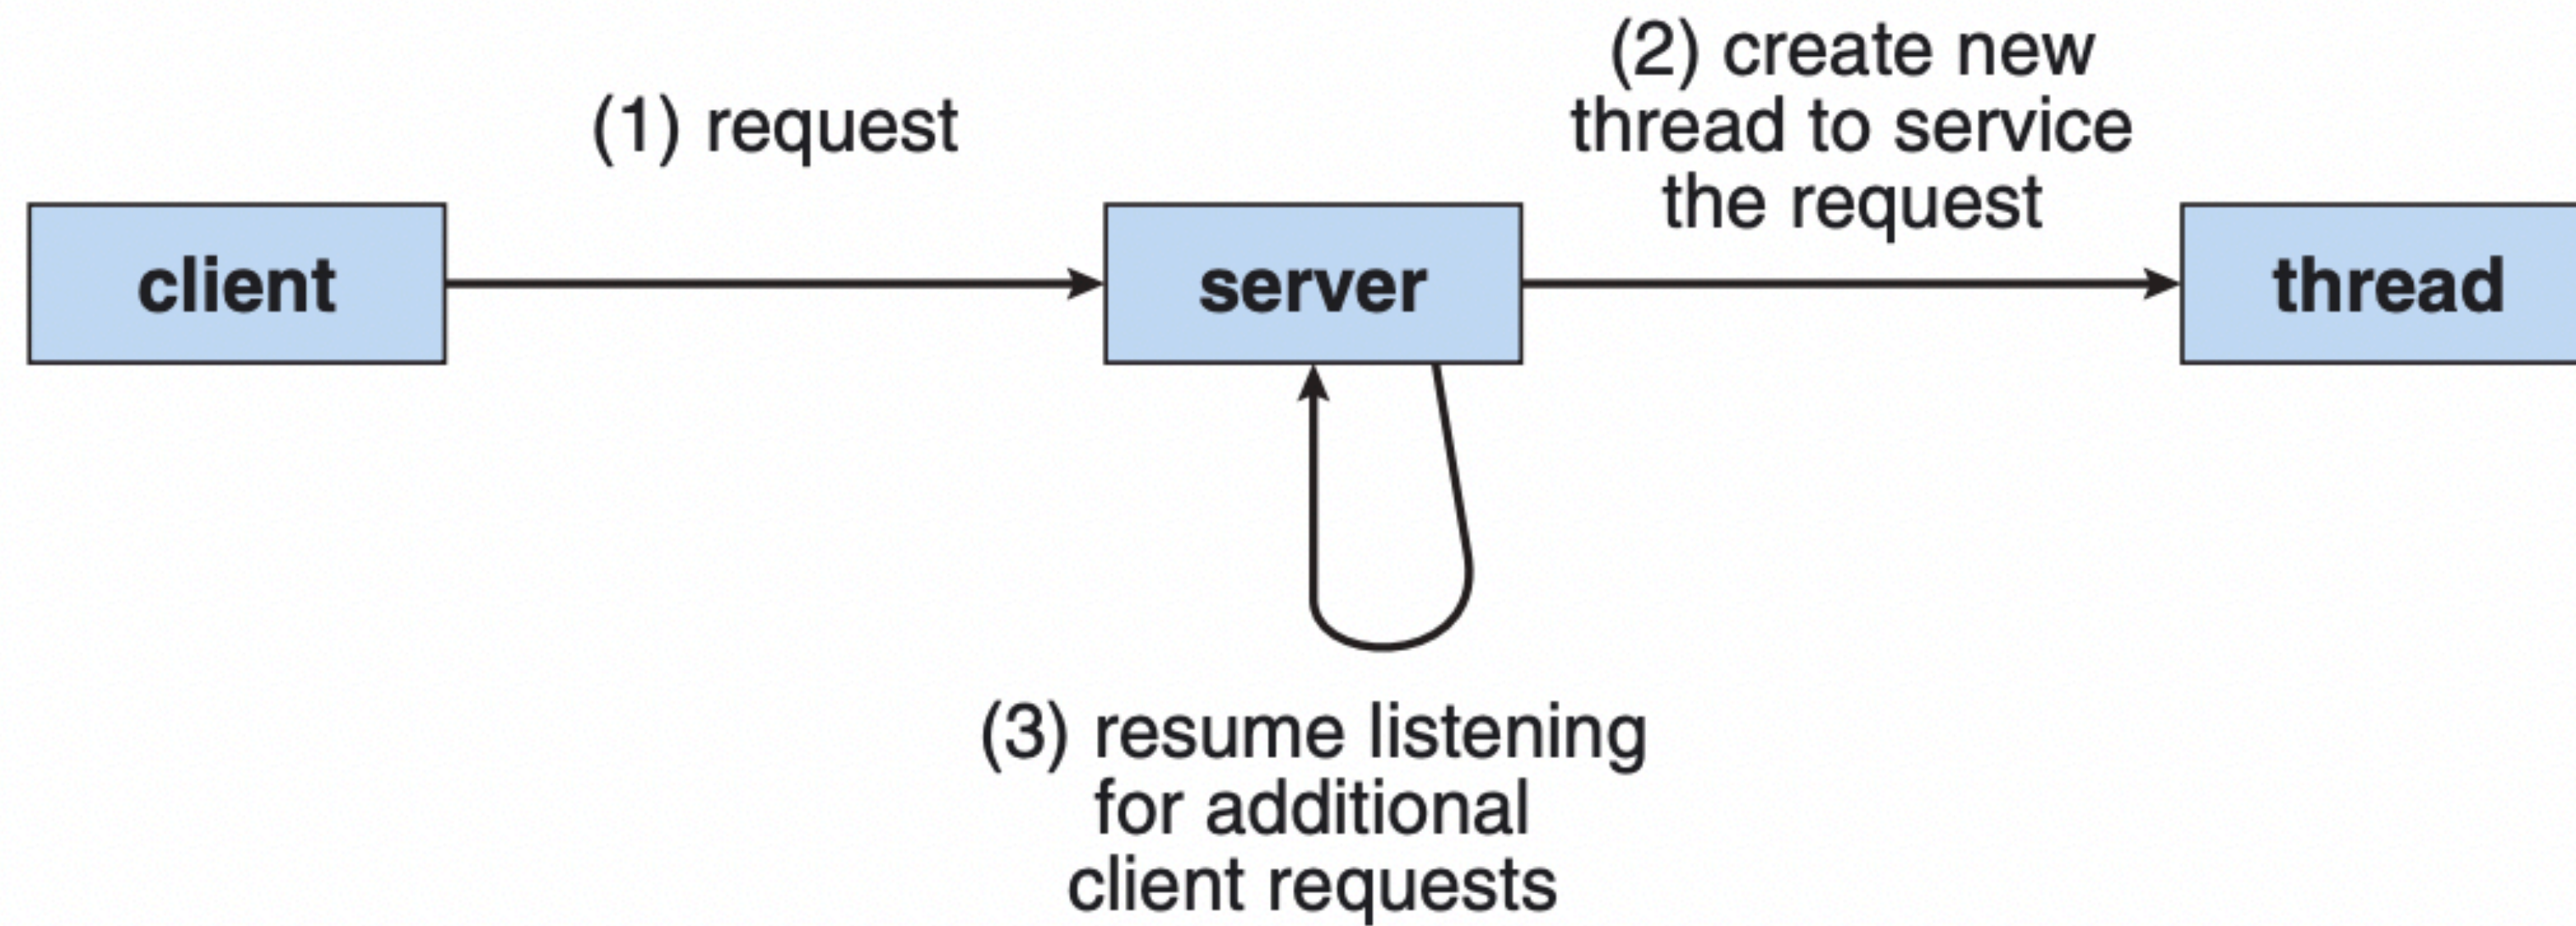 (1) request
(2) create new
thread to service
the request
client
server
thread
(3) resume listening
for additional
client requests